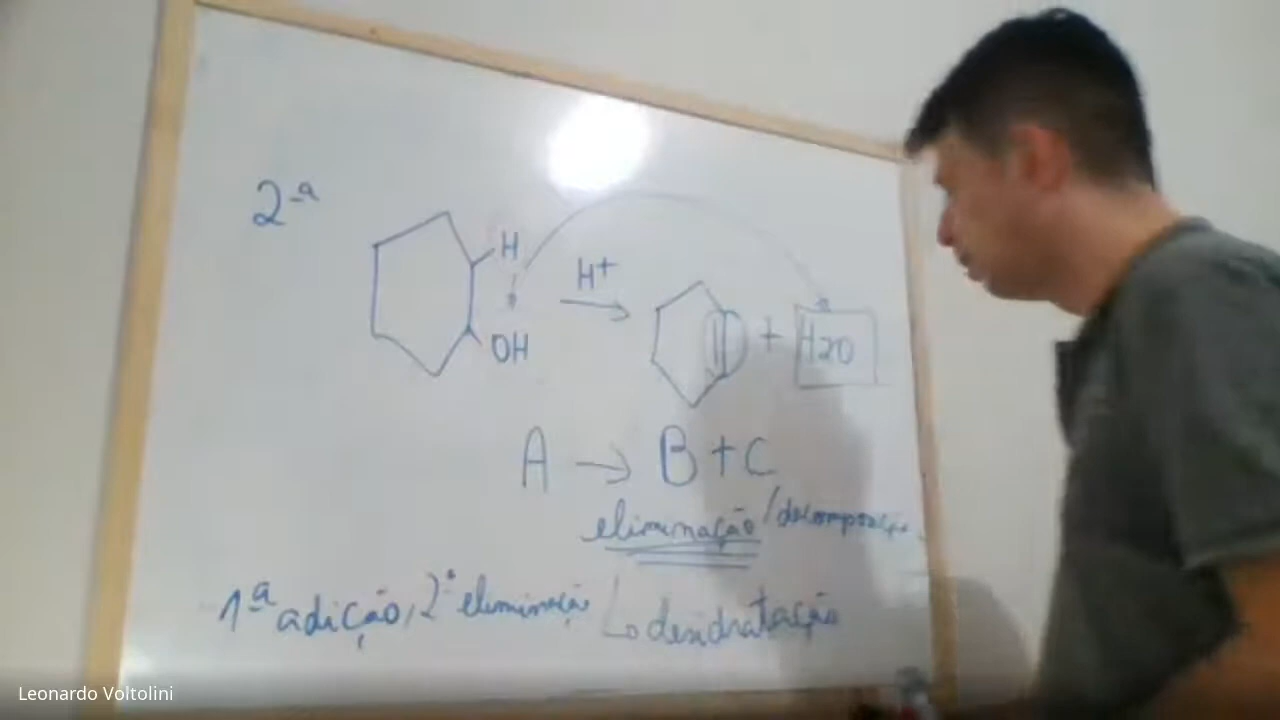 2ª
H
H+
OH
+ H2O
A → B + C
eliminação / decomposição
1ª adição, 2ª eliminação ↳ desidratação
Leonardo Voltolini